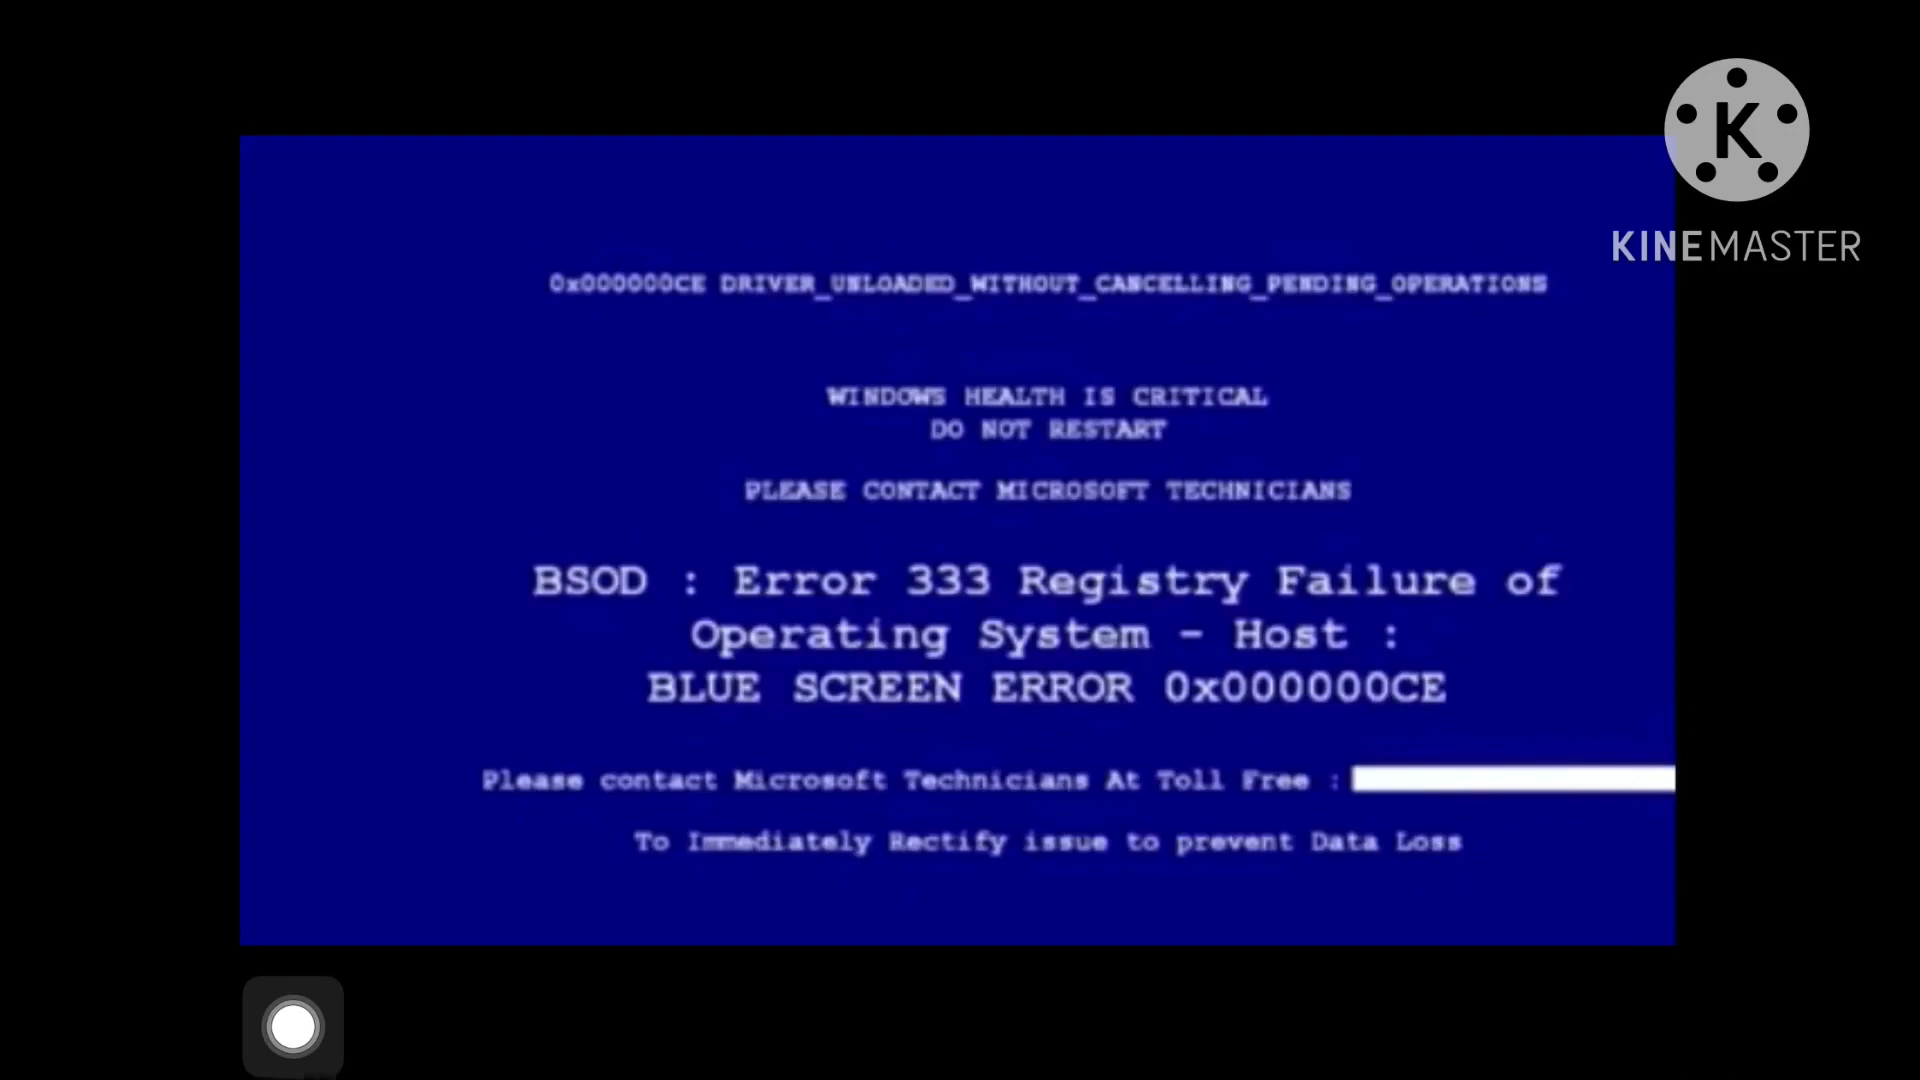 K
KINEMASTER
0x000000CE DRIVER_UNLOADED_WITHOUT_CANCELLING_PENDING_OPERATIONS
WINDOWS HEALTH IS CRITICAL
DO NOT RESTART
PLEASE CONTACT MICROSOFT TECHNICIANS
BSOD : Error 333 Registry Failure of
Operating System - Host :
BLUE SCREEN ERROR 0x000000CE
Please contact Microsoft Technicians At Toll Free :
To Immediately Rectify issue to prevent Data Loss